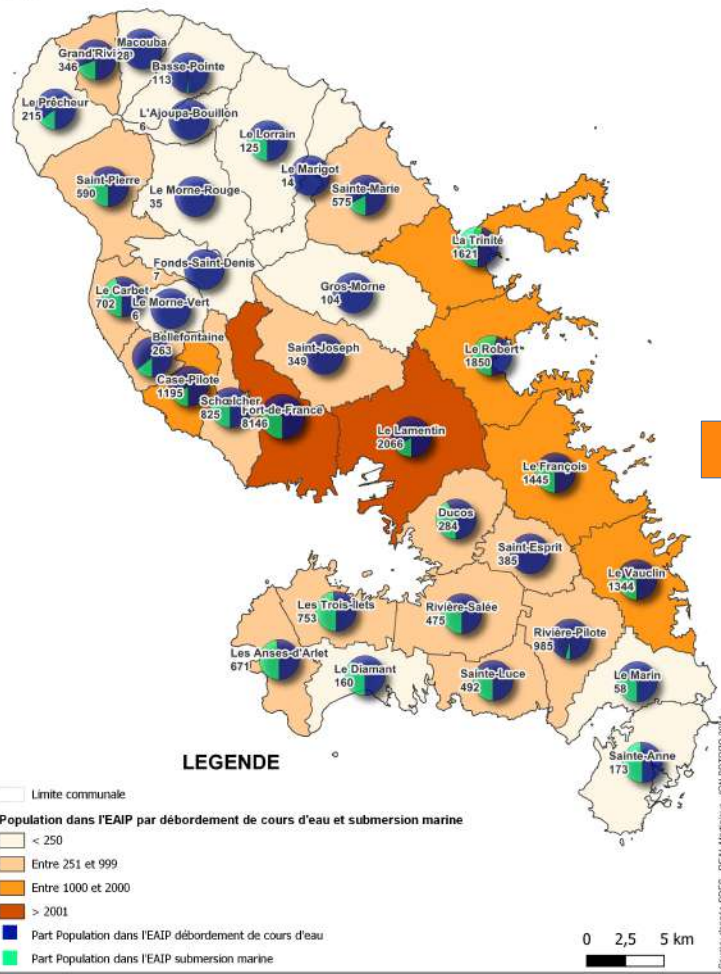 Macouba
28
Grand'Rivi
346
Basse-Pointe
113
Le Prêcheur
215
L'Ajoupa-Bouillon
6
Le Lorrain
125
Le Marigot
14
Saint-Pierre
590
Le Morne-Rouge
35
Sainte-Marie
575
La Trinité
1621
Fonds-Saint-Denis
7
Le Carbet
702
Le Morne-Vert
6
Gros-Morne
104
Bellefontaine
263
Saint-Joseph
349
Le Robert
1850
Case-Pilote
1195
Schœlcher
825
Fort-de-France
8146
Le Lamentin
2066
Le François
1445
Ducos
284
Saint-Esprit
385
Le Vauclin
1344
Les Trois-Ilets
753
Rivière-Salée
475
Rivière-Pilote
985
Les Anses-d'Arlet
671
Le Diamant
160
Sainte-Luce
492
Le Marin
58
Sainte-Anne
173
LEGENDE
Limite communale
Population dans l'EAIP par débordement de cours d'eau et submersion marine
< 250
Entre 251 et 999
Entre 1000 et 2000
> 2001
Part Population dans l'EAIP débordement de cours d'eau
Part Population dans l'EAIP submersion marine
0 2,5 5 km